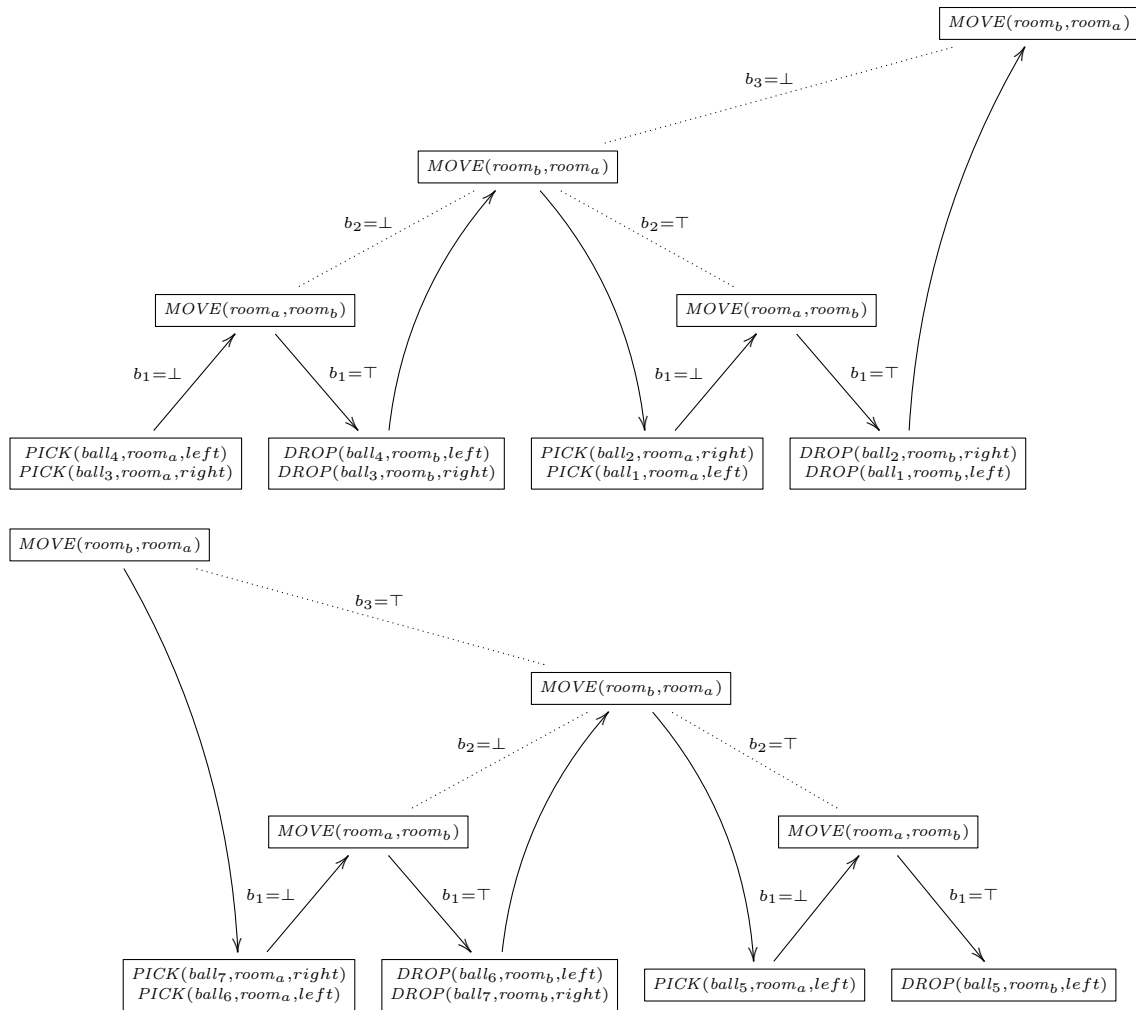 MOVE(room_b,room_a)
b_3=⊥
MOVE(room_b,room_a)
b_2=⊥
b_2=⊤
MOVE(room_a,room_b)
MOVE(room_a,room_b)
b_1=⊥
b_1=⊤
b_1=⊥
b_1=⊤
PICK(ball_4,room_a,left)
PICK(ball_3,room_a,right)
DROP(ball_4,room_b,left)
DROP(ball_3,room_b,right)
PICK(ball_2,room_a,right)
PICK(ball_1,room_a,left)
DROP(ball_2,room_b,right)
DROP(ball_1,room_b,left)
MOVE(room_b,room_a)
b_3=⊤
MOVE(room_b,room_a)
b_2=⊥
b_2=⊤
MOVE(room_a,room_b)
MOVE(room_a,room_b)
b_1=⊥
b_1=⊤
b_1=⊥
b_1=⊤
PICK(ball_7,room_a,right)
PICK(ball_6,room_a,left)
DROP(ball_6,room_b,left)
DROP(ball_7,room_b,right)
PICK(ball_5,room_a,left)
DROP(ball_5,room_b,left)